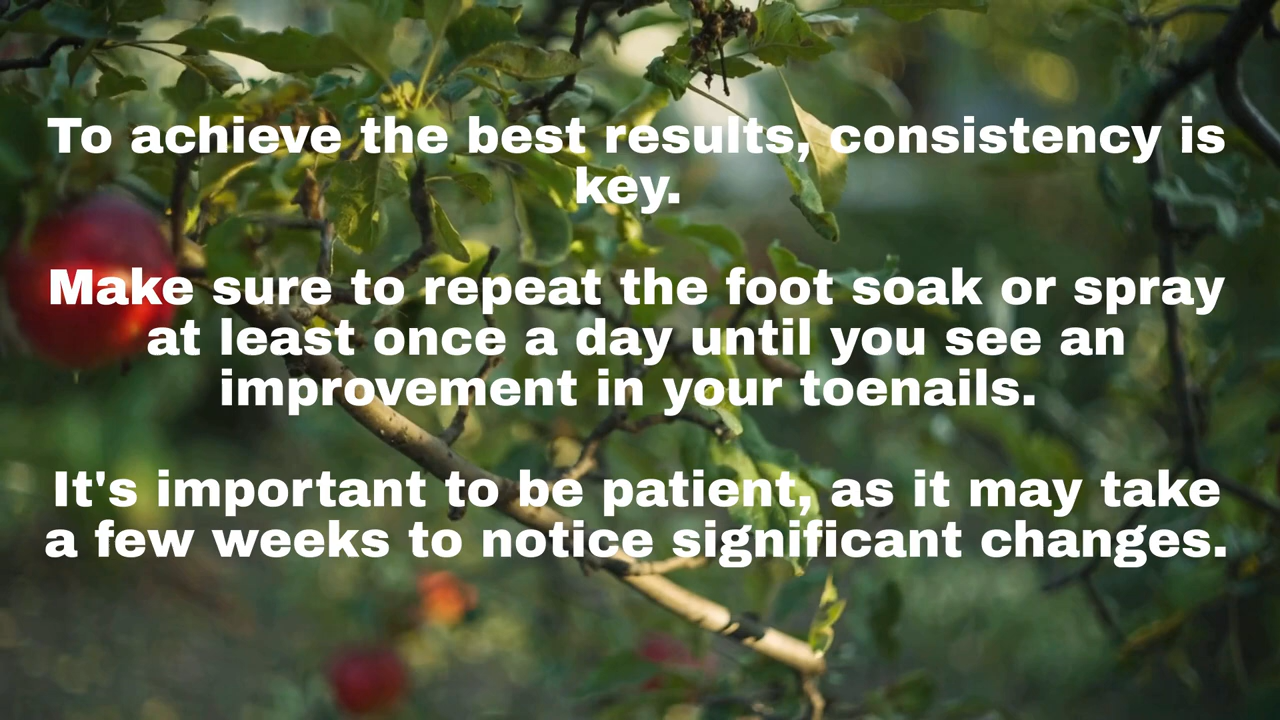 To achieve the best results, consistency is
key.
Make sure to repeat the foot soak or spray
at least once a day until you see an
improvement in your toenails.
It's important to be patient, as it may take
a few weeks to notice significant changes.